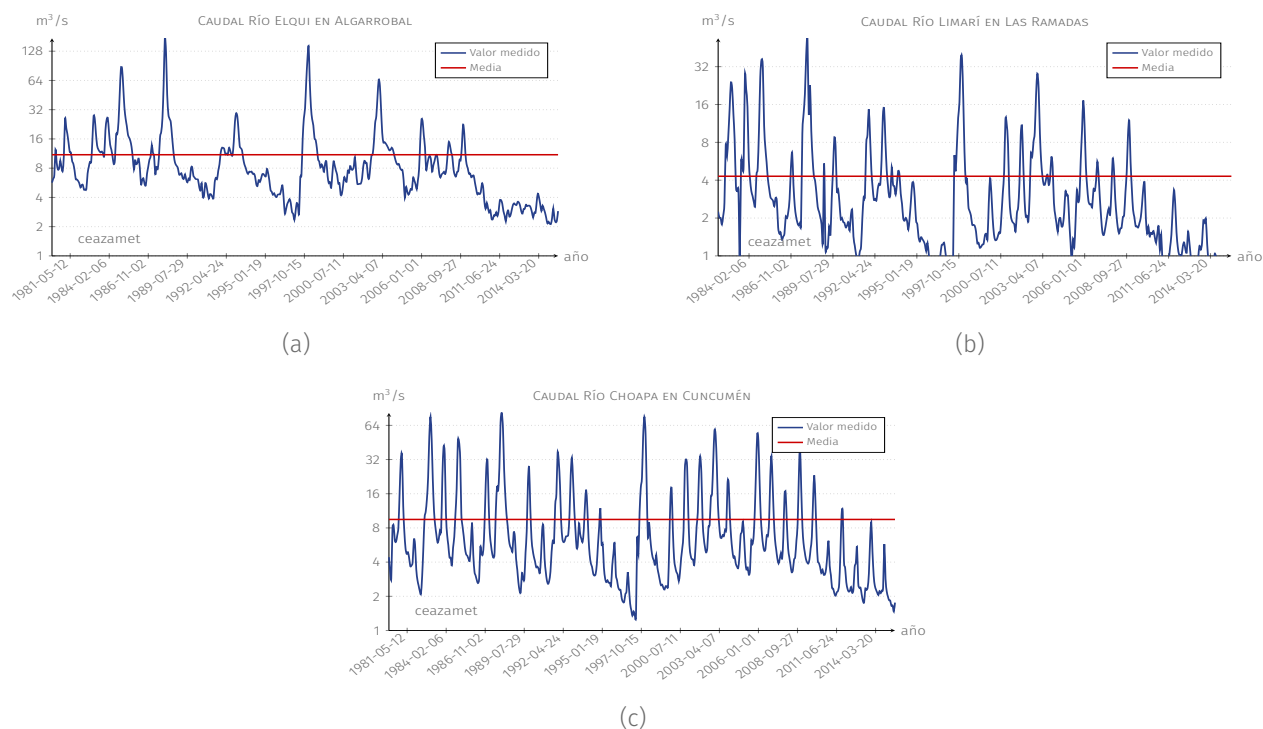 m³/s
Caudal Río Elqui en Algarrobal
Valor medido
Media
128
64
32
16
8
4
2
1
ceazamet
año
1981-05-12
1984-02-06
1986-11-02
1989-07-29
1992-04-24
1995-01-19
1997-10-15
2000-07-11
2003-04-07
2006-01-01
2008-09-27
2011-06-24
2014-03-20
(a)
m³/s
Caudal Río Limarí en Las Ramadas
Valor medido
Media
32
16
8
4
2
1
ceazamet
año
1984-02-06
1986-11-02
1989-07-29
1992-04-24
1995-01-19
1997-10-15
2000-07-11
2003-04-07
2006-01-01
2008-09-27
2011-06-24
2014-03-20
(b)
m³/s
Caudal Río Choapa en Cuncumén
Valor medido
Media
64
32
16
8
4
2
1
ceazamet
año
1981-05-12
1984-02-06
1986-11-02
1989-07-29
1992-04-24
1995-01-19
1997-10-15
2000-07-11
2003-04-07
2006-01-01
2008-09-27
2011-06-24
2014-03-20
(c)